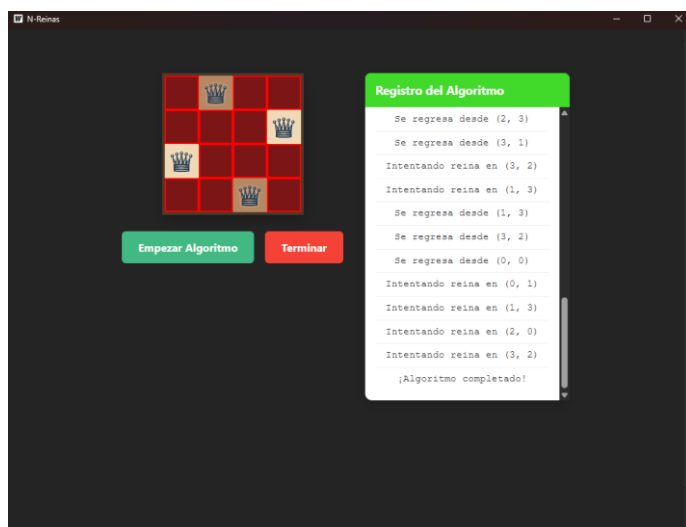 N-Reinas
Registro del Algoritmo
Se regresa desde (2, 3)
Se regresa desde (3, 1)
Intentando reina en (3, 2)
Intentando reina en (1, 3)
Se regresa desde (1, 3)
Se regresa desde (3, 2)
Se regresa desde (0, 0)
Intentando reina en (0, 1)
Intentando reina en (1, 3)
Intentando reina en (2, 0)
Intentando reina en (3, 2)
¡Algoritmo completado!
Empezar Algoritmo
Terminar